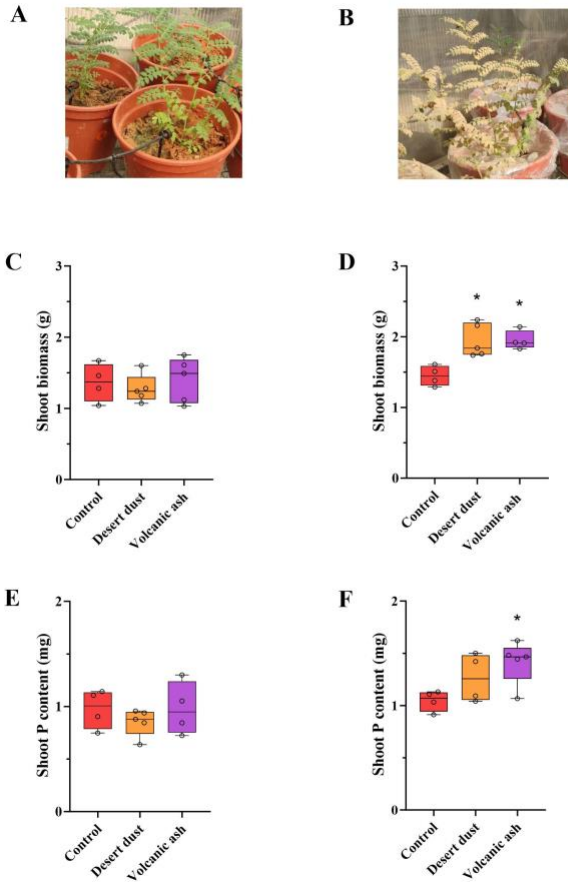 A
B
C
D
3
2
1
0
Shoot biomass (g)
Control
Desert dust
Volcanic ash
3
2
1
0
Shoot biomass (g)
*
*
Control
Desert dust
Volcanic ash
E
F
2
1
0
Shoot P content (mg)
Control
Desert dust
Volcanic ash
2
1
0
Shoot P content (mg)
*
Control
Desert dust
Volcanic ash